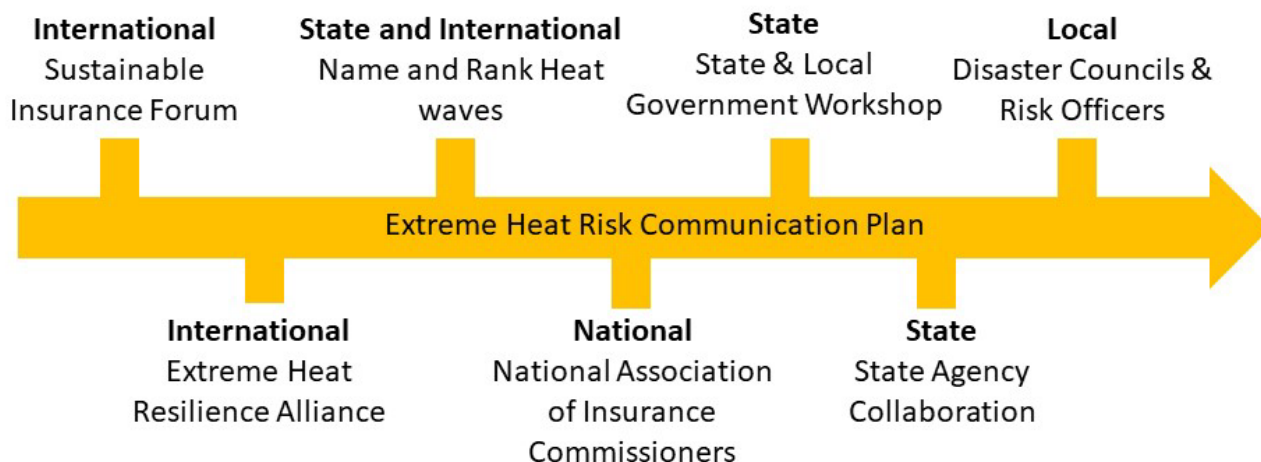 International
Sustainable
Insurance Forum
State and International
Name and Rank Heat
waves
State
State & Local
Government Workshop
Local
Disaster Councils &
Risk Officers
Extreme Heat Risk Communication Plan
International
Extreme Heat
Resilience Alliance
National
National Association
of Insurance
Commissioners
State
State Agency
Collaboration